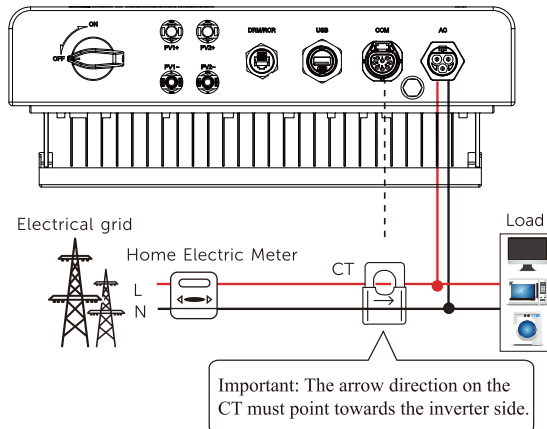 ON
OFF
PV1+ PV2+
PV1− PV2−
DRM/RCR
USB
COM
AC
Electrical grid
Home Electric Meter
CT
Load
L
N
Important: The arrow direction on the
CT must point towards the inverter side.